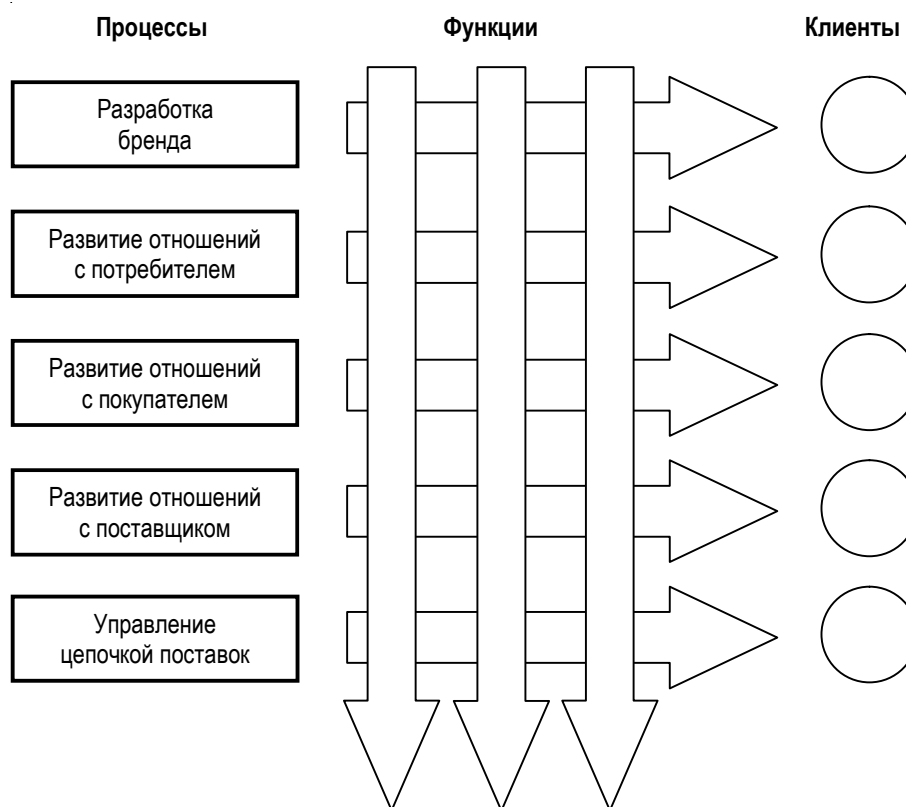 Процессы Функции Клиенты
Разработка
бренда
Развитие отношений
с потребителем
Развитие отношений
с покупателем
Развитие отношений
с поставщиком
Управление
цепочкой поставок